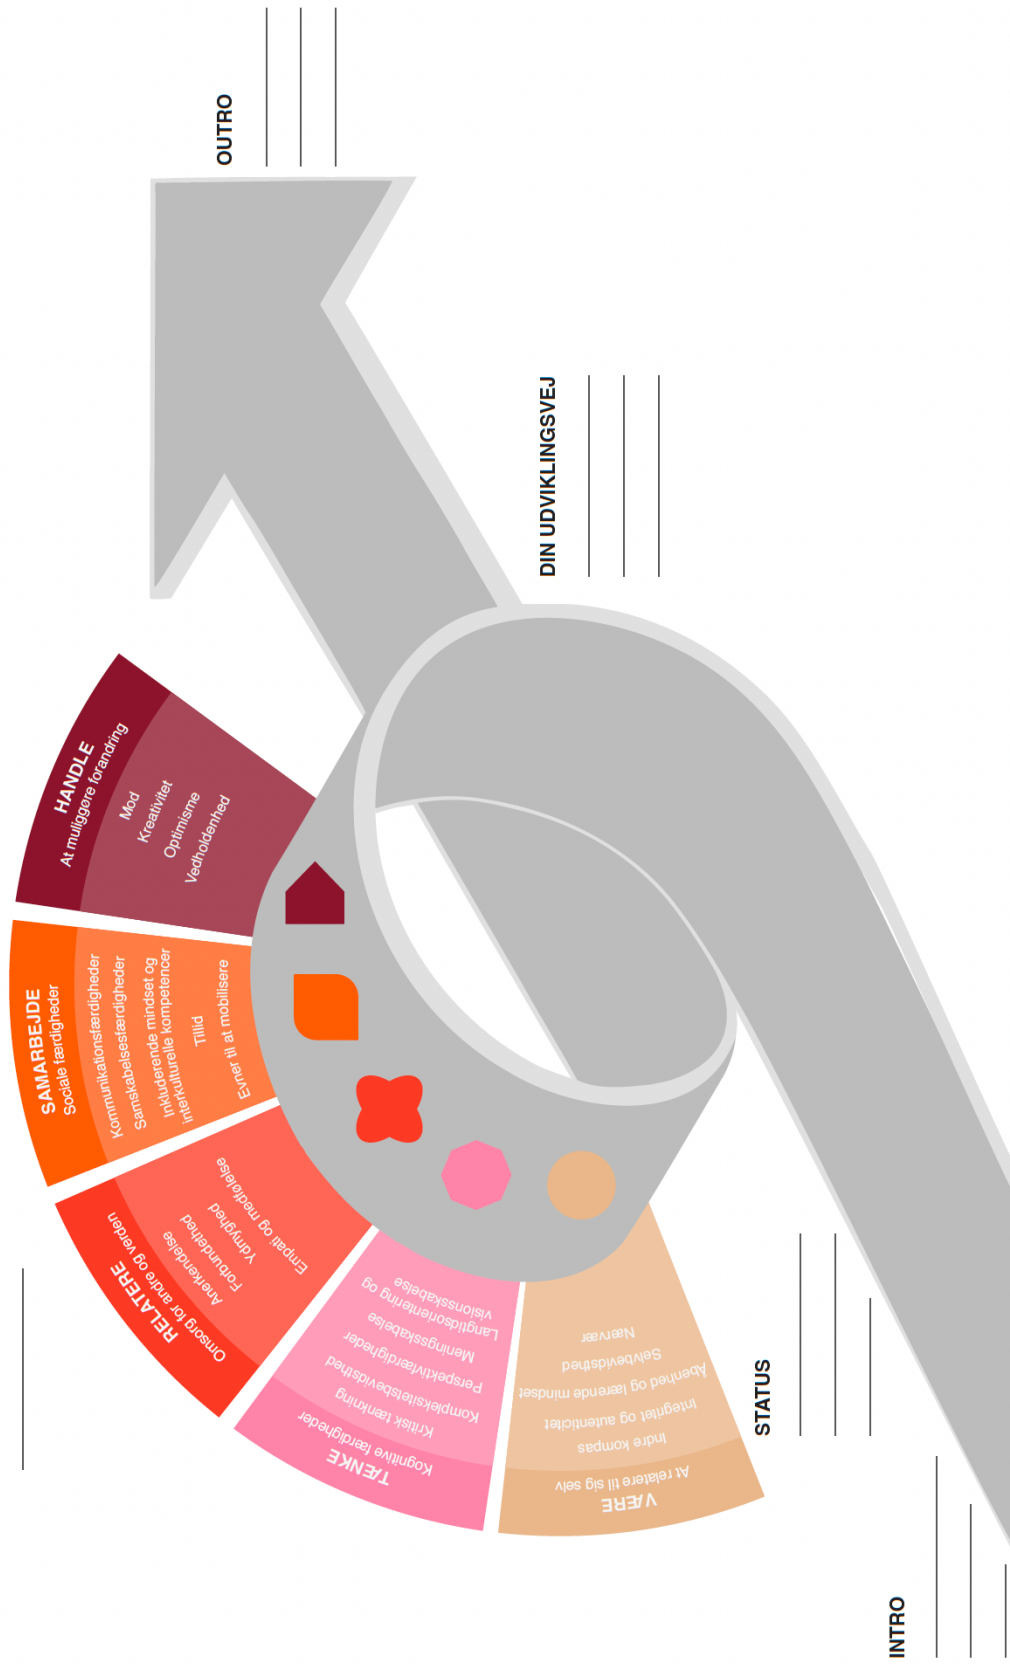 INTRO
STATUS
VÆRE
At relatere til sig selv
Indre kompas
Integritet og autenticitet
Åbenhed og lærende mindset
Selvbevidsthed
Nærvær
TÆNKE
Kognitive færdigheder
Kritisk tænkning
Kompleksitetsbevidsthed
Perspektivfærdigheder
Meningsskabelse
Langtidsorientering og
visionsskabelse
RELATERE
Omsorg for andre og verden
Anerkendelse
Forbundethed
Ydmyghed
Empati og medfølelse
SAMARBEJDE
Sociale færdigheder
Kommunikationsfærdigheder
Samskabelsesfærdigheder
Inkluderende mindset og
interkulturelle kompetencer
Tillid
Evner til at mobilisere
HANDLE
At muliggøre forandring
Mod
Kreativitet
Optimisme
Vedholdenhed
DIN UDVIKLINGSVEJ
OUTRO